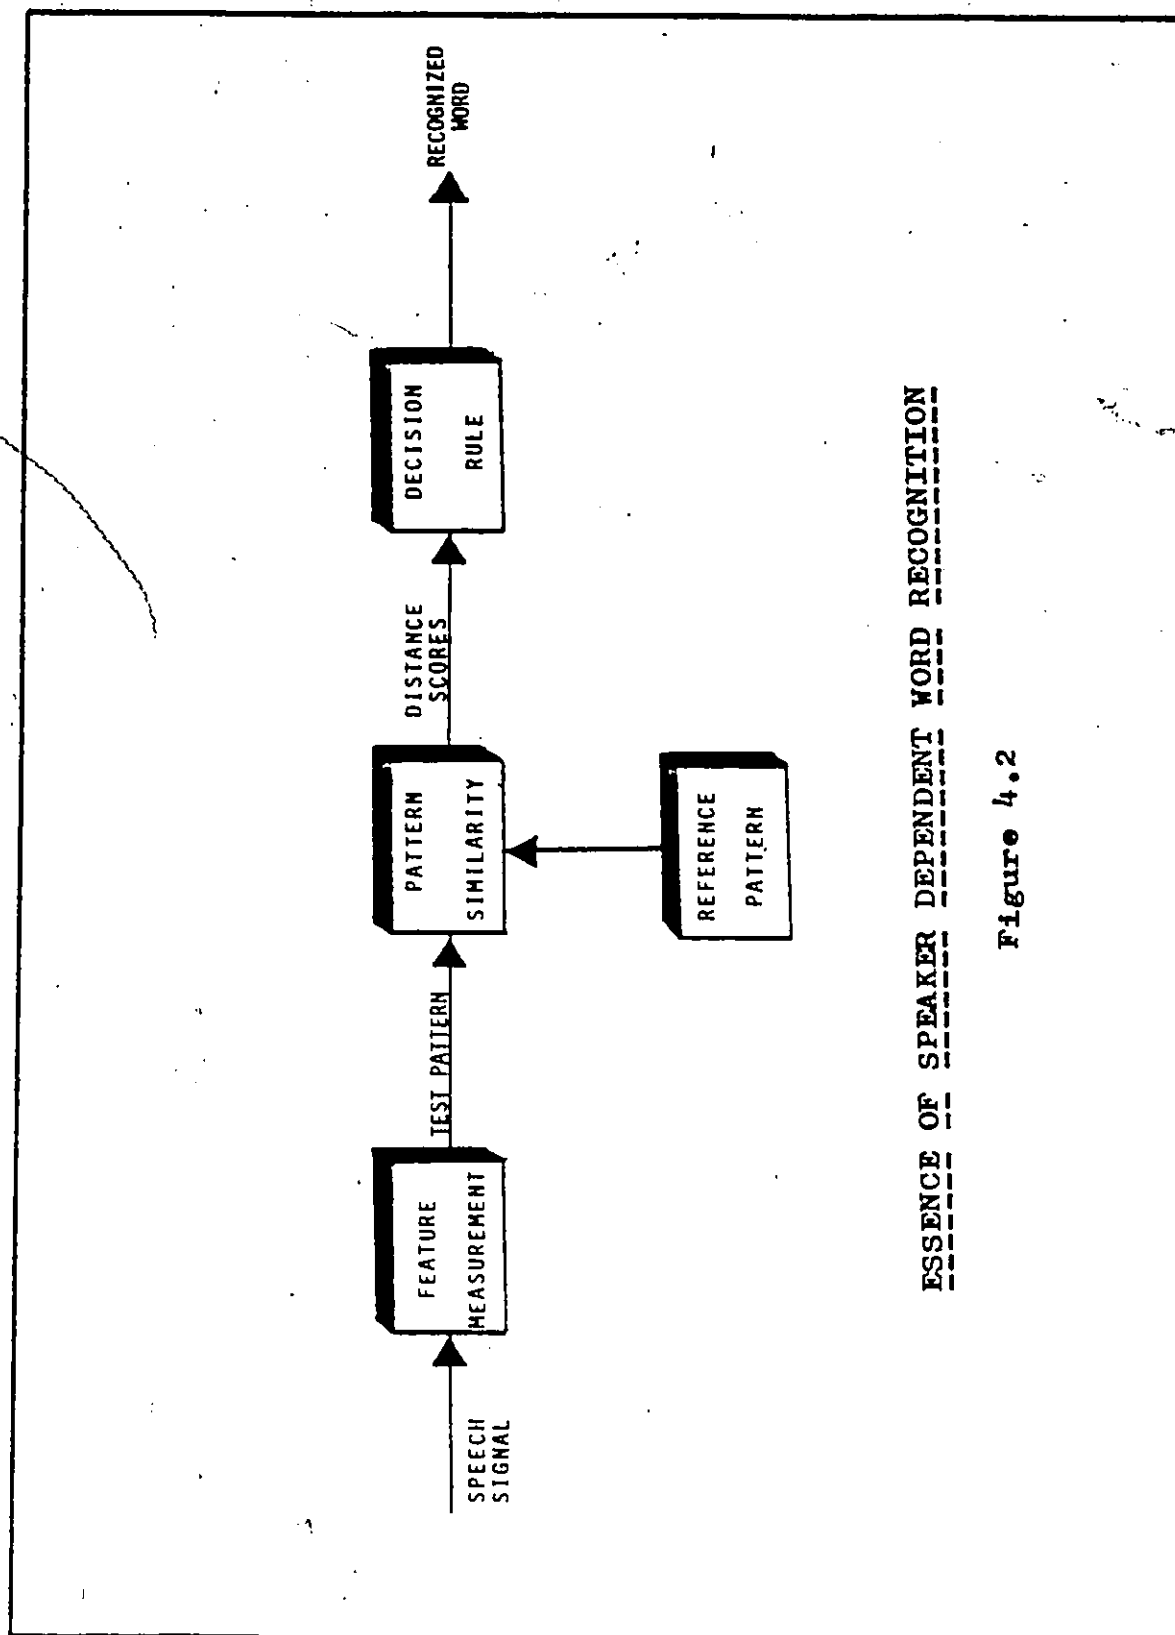 SPEECH
SIGNAL
FEATURE
MEASUREMENT
TEST PATTERN
PATTERN
SIMILARITY
REFERENCE
PATTERN
DISTANCE
SCORES
DECISION
RULE
RECOGNIZED
WORD
ESSENCE OF SPEAKER DEPENDENT WORD RECOGNITION
Figure 4.2